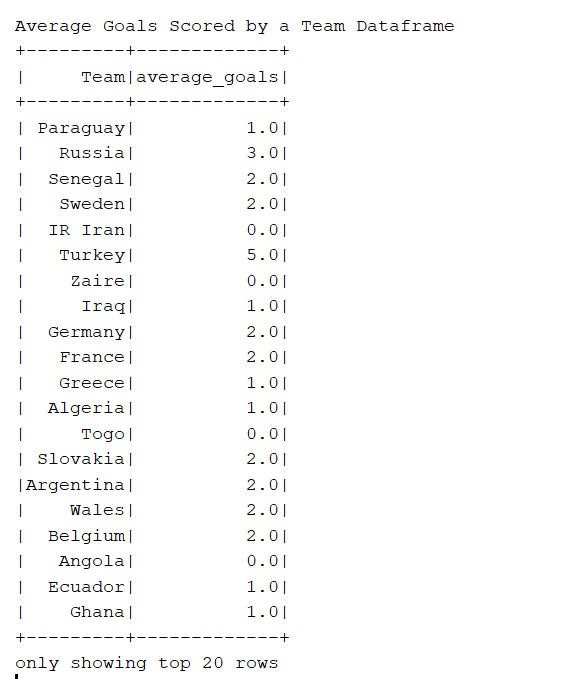 Average Goals Scored by a Team Dataframe
+---------+-------------+
|     Team|average_goals|
+---------+-------------+
| Paraguay|          1.0|
|   Russia|          3.0|
|  Senegal|          2.0|
|   Sweden|          2.0|
|  IR Iran|          0.0|
|   Turkey|          5.0|
|    Zaire|          0.0|
|     Iraq|          1.0|
|  Germany|          2.0|
|   France|          2.0|
|   Greece|          1.0|
|  Algeria|          1.0|
|     Togo|          0.0|
| Slovakia|          2.0|
|Argentina|          2.0|
|    Wales|          2.0|
|  Belgium|          2.0|
|   Angola|          0.0|
|  Ecuador|          1.0|
|    Ghana|          1.0|
+---------+-------------+
only showing top 20 rows